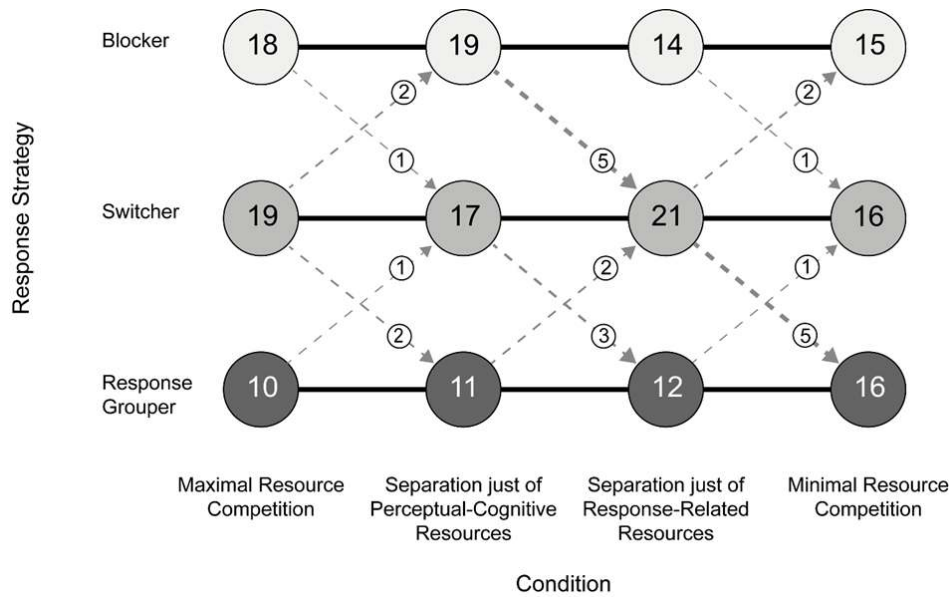 Response Strategy
Blocker
18
19
14
15
2
1
5
2
1
Switcher
19
17
21
16
1
2
2
3
1
5
Response
Grouper
10
11
12
16
Maximal Resource
Competition
Separation just of
Perceptual-Cognitive
Resources
Separation just of
Response-Related
Resources
Minimal Resource
Competition
Condition